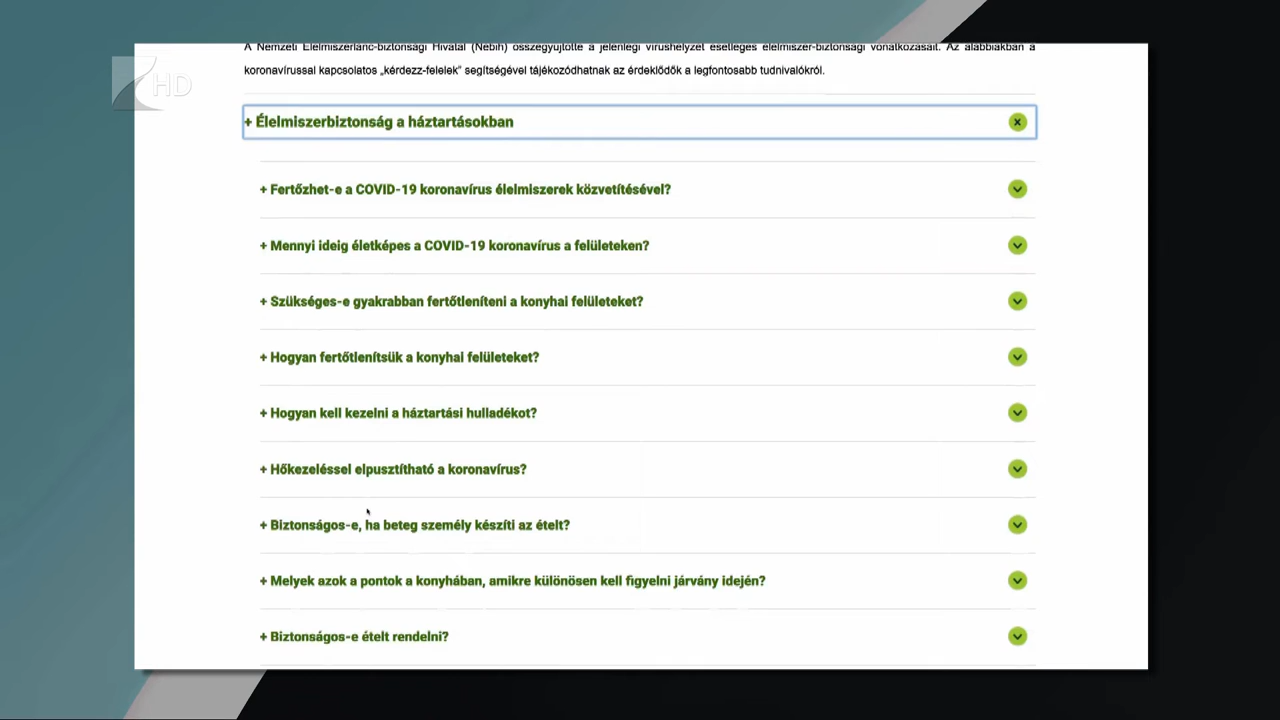 A Nemzeti Élelmiszerlánc-biztonsági Hivatal (Nébih) összegyűjtötte a jelenlegi vírushelyzet esetleges élelmiszer-biztonsági vonatkozásait. Az alábbiakban a
koronavírussal kapcsolatos „kérdezz-felelek” segítségével tájékozódhatnak az érdeklődők a legfontosabb tudnivalókról.
HD
+ Élelmiszerbiztonság a háztartásokban
+ Fertőzhet-e a COVID-19 koronavírus élelmiszerek közvetítésével?
+ Mennyi ideig életképes a COVID-19 koronavírus a felületeken?
+ Szükséges-e gyakrabban fertőtleníteni a konyhai felületeket?
+ Hogyan fertőtlenítsük a konyhai felületeket?
+ Hogyan kell kezelni a háztartási hulladékot?
+ Hőkezeléssel elpusztítható a koronavírus?
+ Biztonságos-e, ha beteg személy készíti az ételt?
+ Melyek azok a pontok a konyhában, amikre különösen kell figyelni járvány idején?
+ Biztonságos-e ételt rendelni?